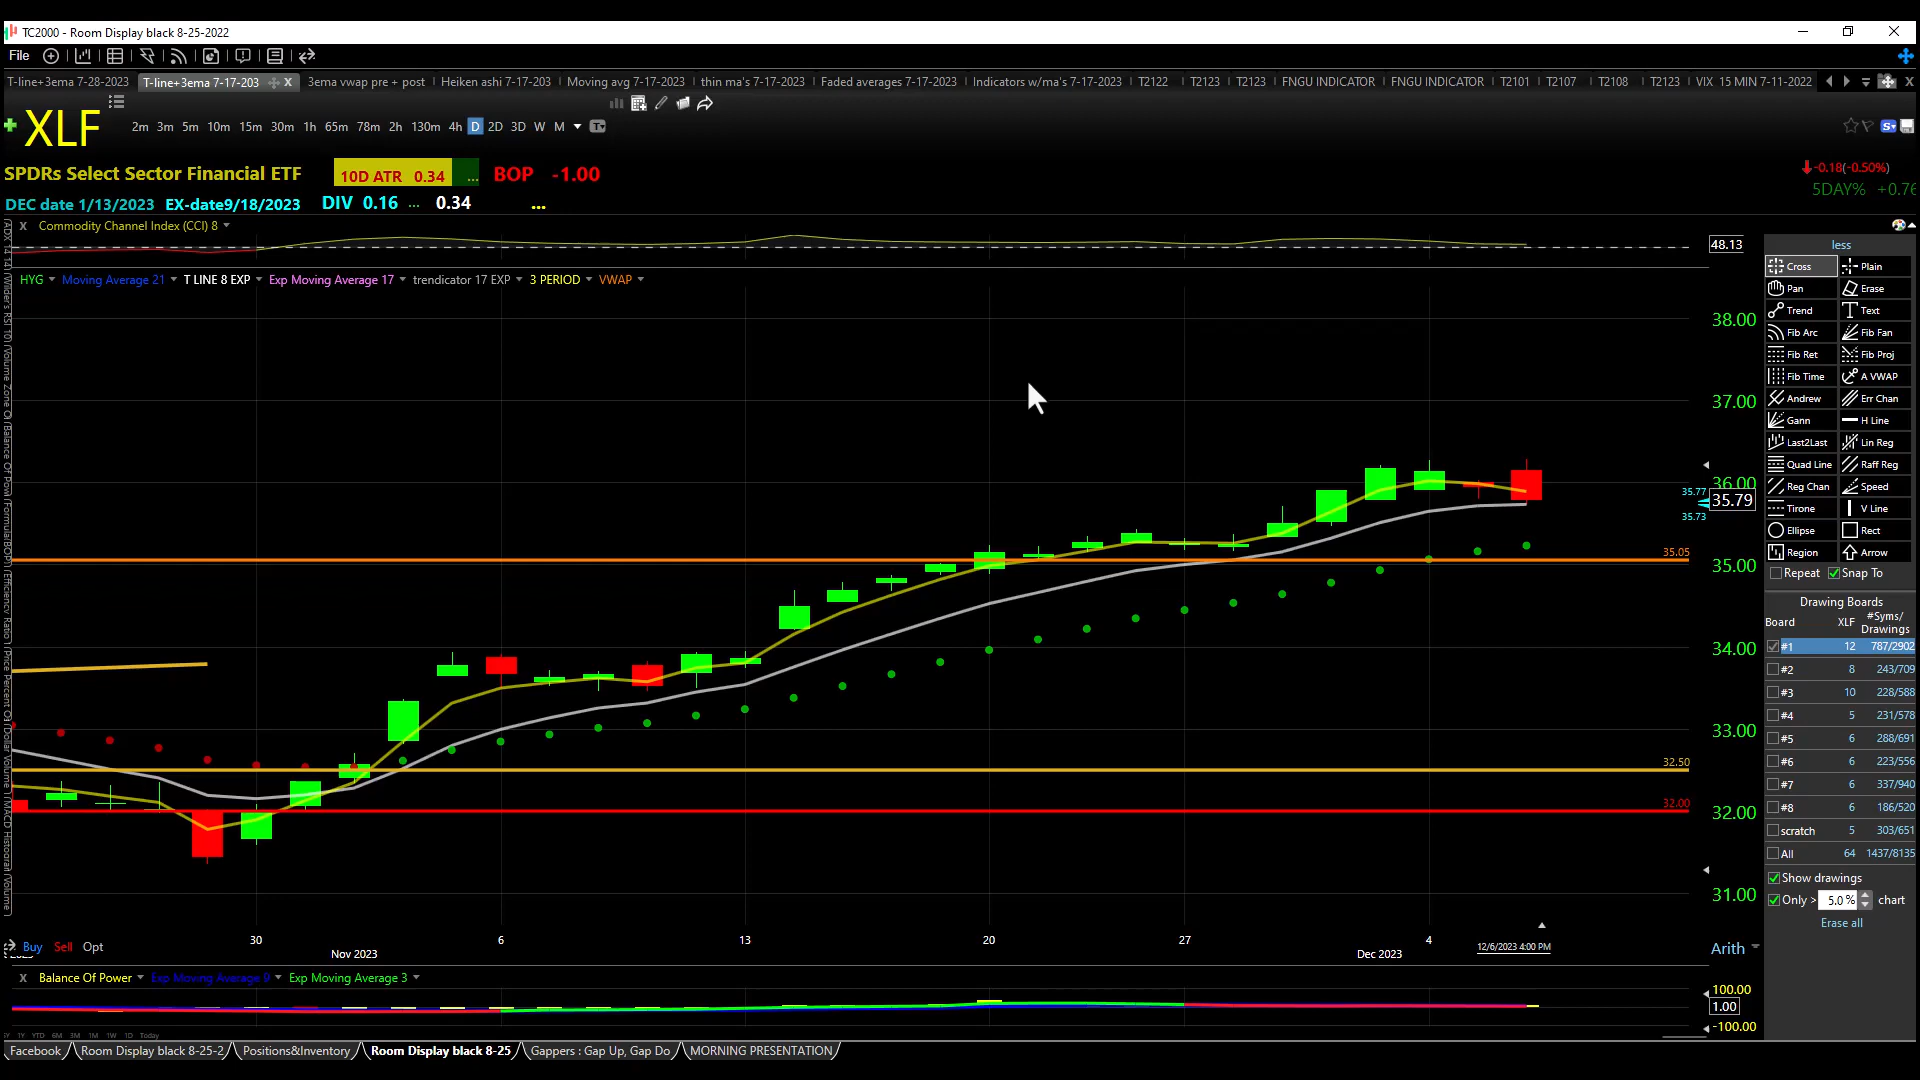 TC2000 - Room Display black 8-25-2022
File
T-line+3ema 7-28-2023 T-line+3ema 7-17-203 X 3ema vwap pre + post Heiken ashi 7-17-203 Moving avg 7-17-2023 thin ma's 7-17-2023 Faded averages 7-17-2023 Indicators w/ma's 7-17-2023 T2122 T2123 T2123 FNGU INDICATOR FNGU INDICATOR T2101 T2107 T2108 T2123 VIX 15 MIN 7-11-2022 X
XLF
2m 3m 5m 10m 15m 30m 1h 65m 78m 2h 130m 4h D 2D 3D W M
SPDRs Select Sector Financial ETF 10D ATR 0.34 ... BOP -1.00
-0.18(-0.50%)
5DAY% +0.76
DEC date 1/13/2023 EX-date9/18/2023 DIV 0.16 ... 0.34 ...
X Commodity Channel Index (CCI) 8
48.13
HYG Moving Average 21 T LINE 8 EXP Exp Moving Average 17 trendicator 17 EXP 3 PERIOD VWAP
38.00
37.00
36.00
35.77
35.79
35.73
35.05
35.00
34.00
33.00
32.50
32.00
32.00
31.00
less
Cross Plain
Pan Erase
Trend Text
Fib Arc Fib Fan
Fib Ret Fib Proj
Fib Time A VWAP
Andrew Err Chan
Gann H Line
Last2Last Lin Reg
Quad Line Raff Reg
Reg Chan Speed
Tirone V Line
Ellipse Rect
Region Arrow
Repeat Snap To
Drawing Boards
Board XLF #Syms/
Drawings
#1 12 787/2902
#2 8 243/709
#3 10 228/588
#4 5 231/578
#5 6 288/691
#6 6 223/556
#7 6 337/940
#8 6 186/520
scratch 5 303/651
All 64 1437/8135
Show drawings
Only > 5.0 % chart
Erase all
Buy Sell Opt
30 6 13 20 27 4
Nov 2023 Dec 2023 12/6/2023 4:00 PM
Arith
X Balance Of Power Exp Moving Average 9 Exp Moving Average 3
100.00
1.00
-100.00
1Y YTD 6M 3M 1M 1W 1D Today
Facebook Room Display black 8-25-2 Positions&Inventory Room Display black 8-25 Gappers : Gap Up, Gap Do MORNING PRESENTATION